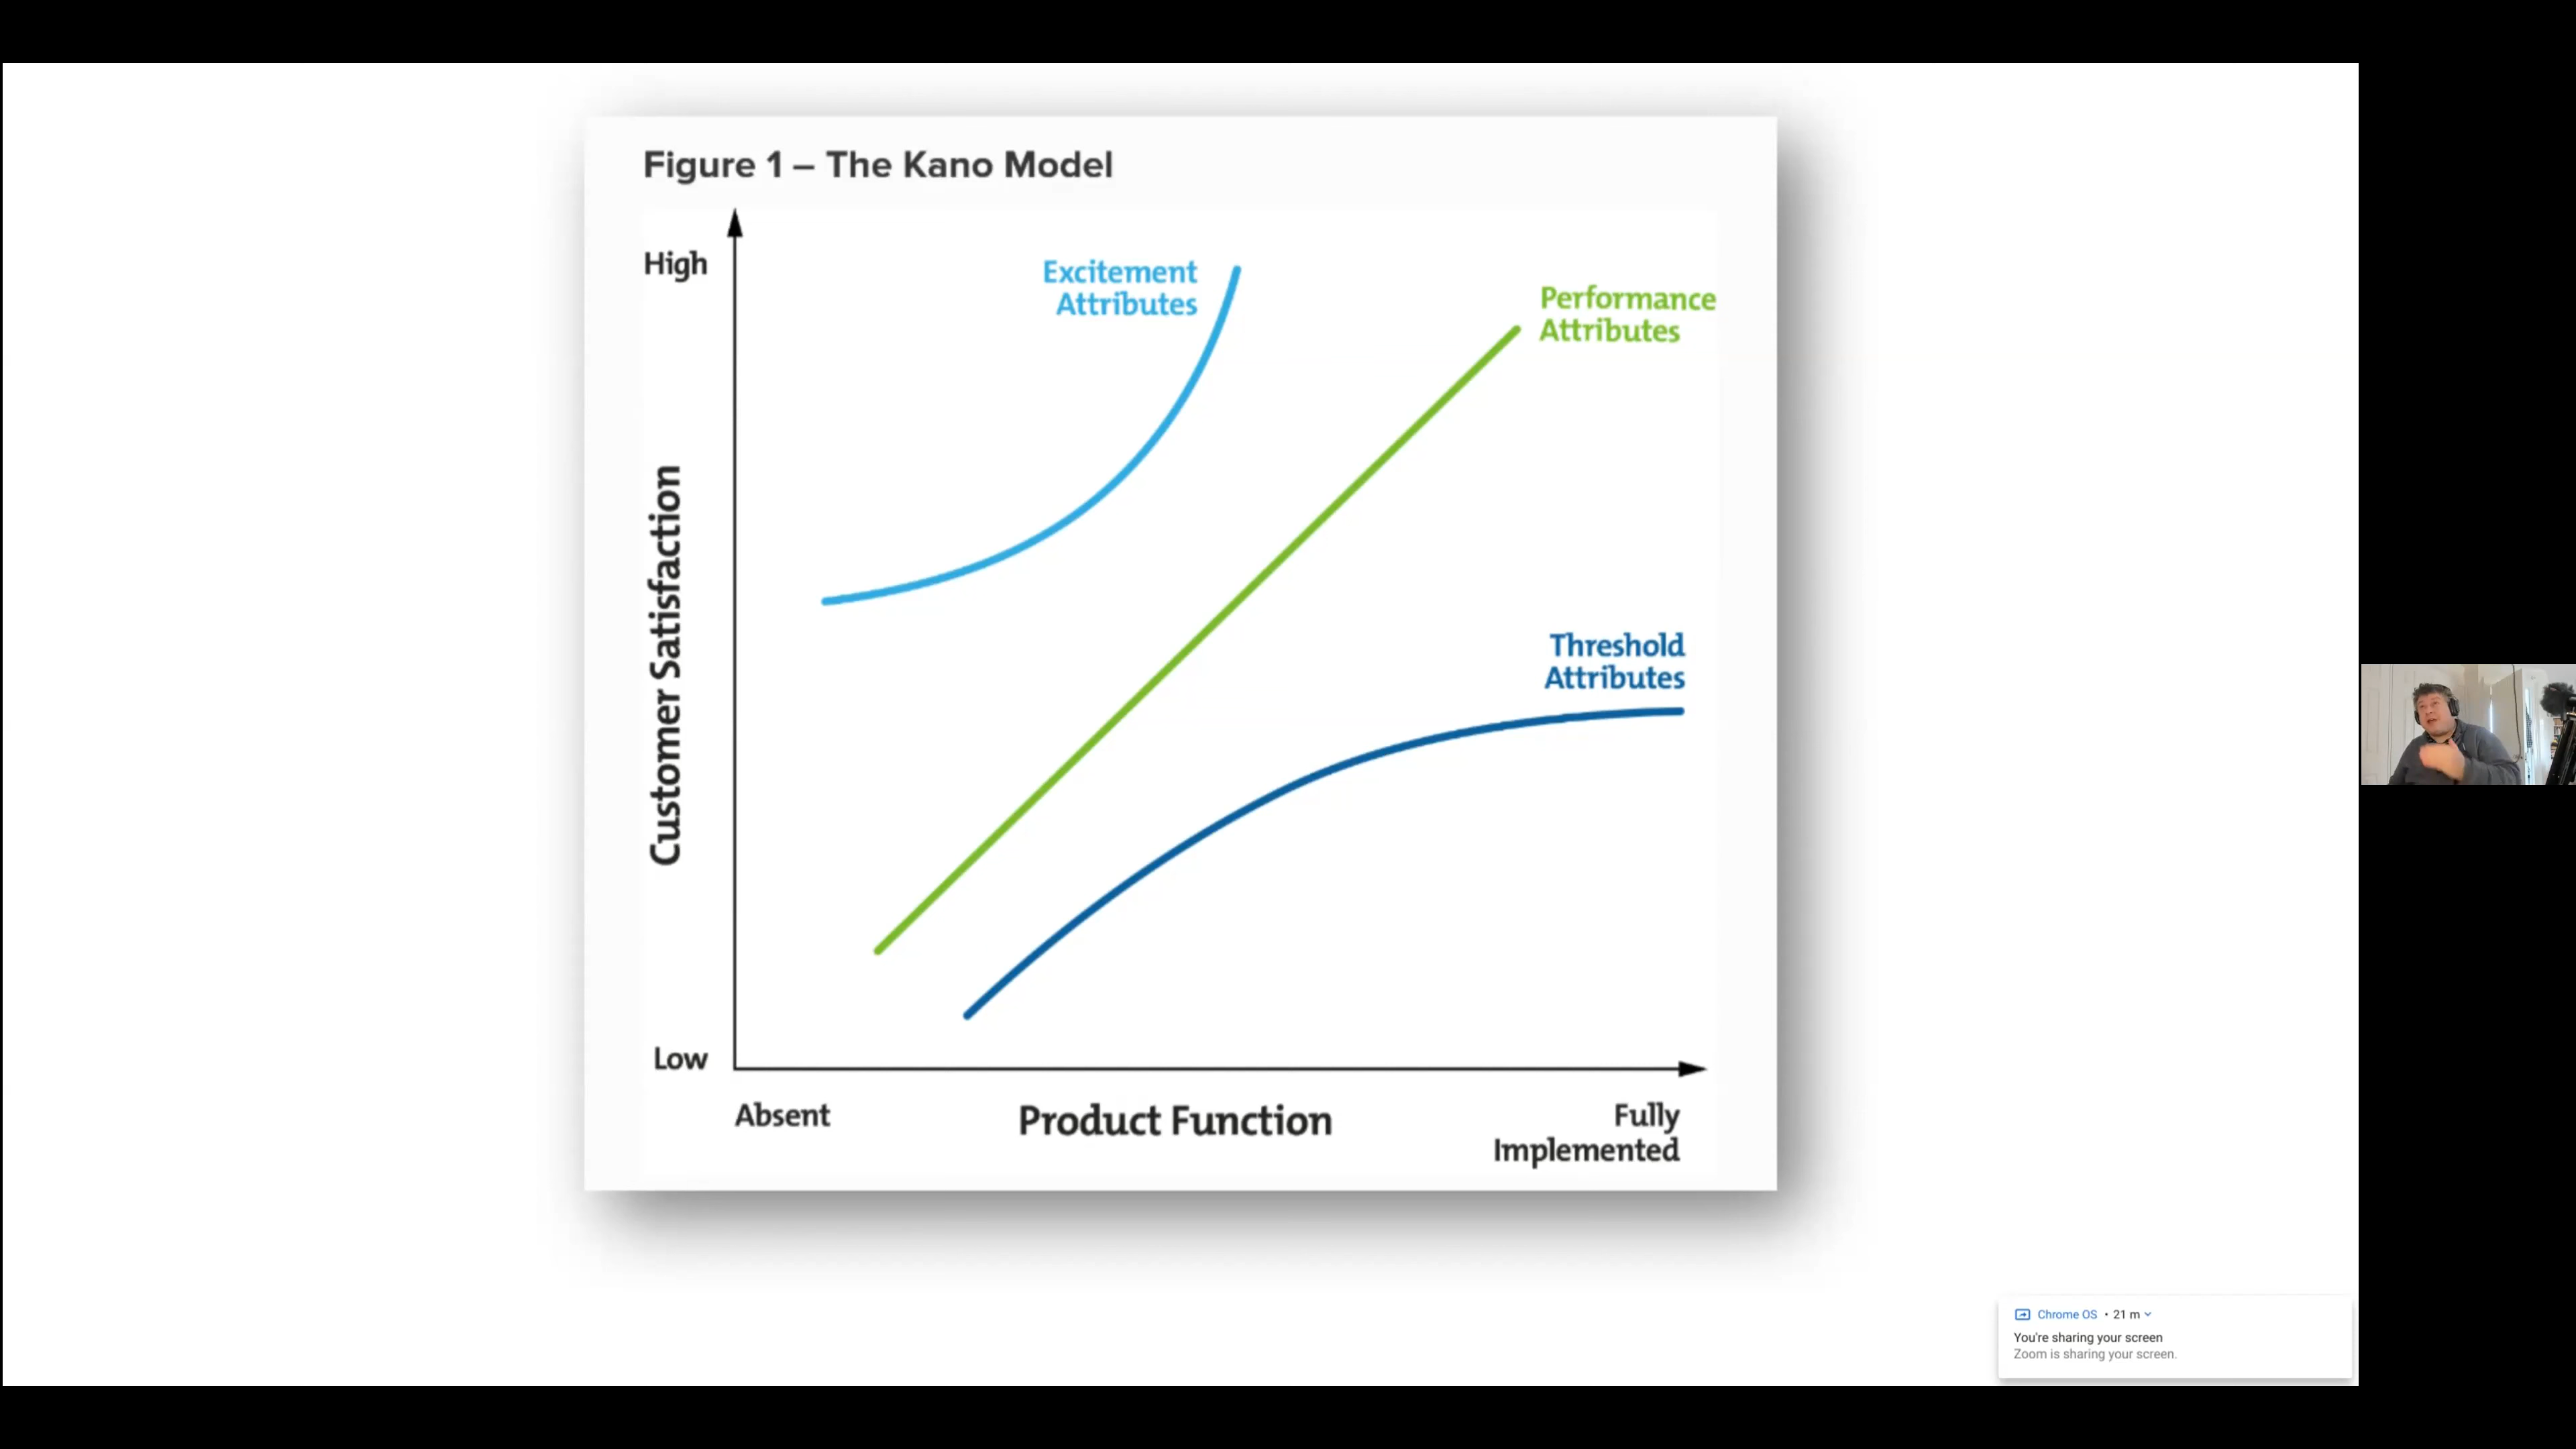 Figure 1 – The Kano Model
High
Excitement
Attributes
Performance
Attributes
Customer Satisfaction
Threshold
Attributes
Low
Absent
Product Function
Fully
Implemented
Chrome OS • 21 m
You're sharing your screen
Zoom is sharing your screen.